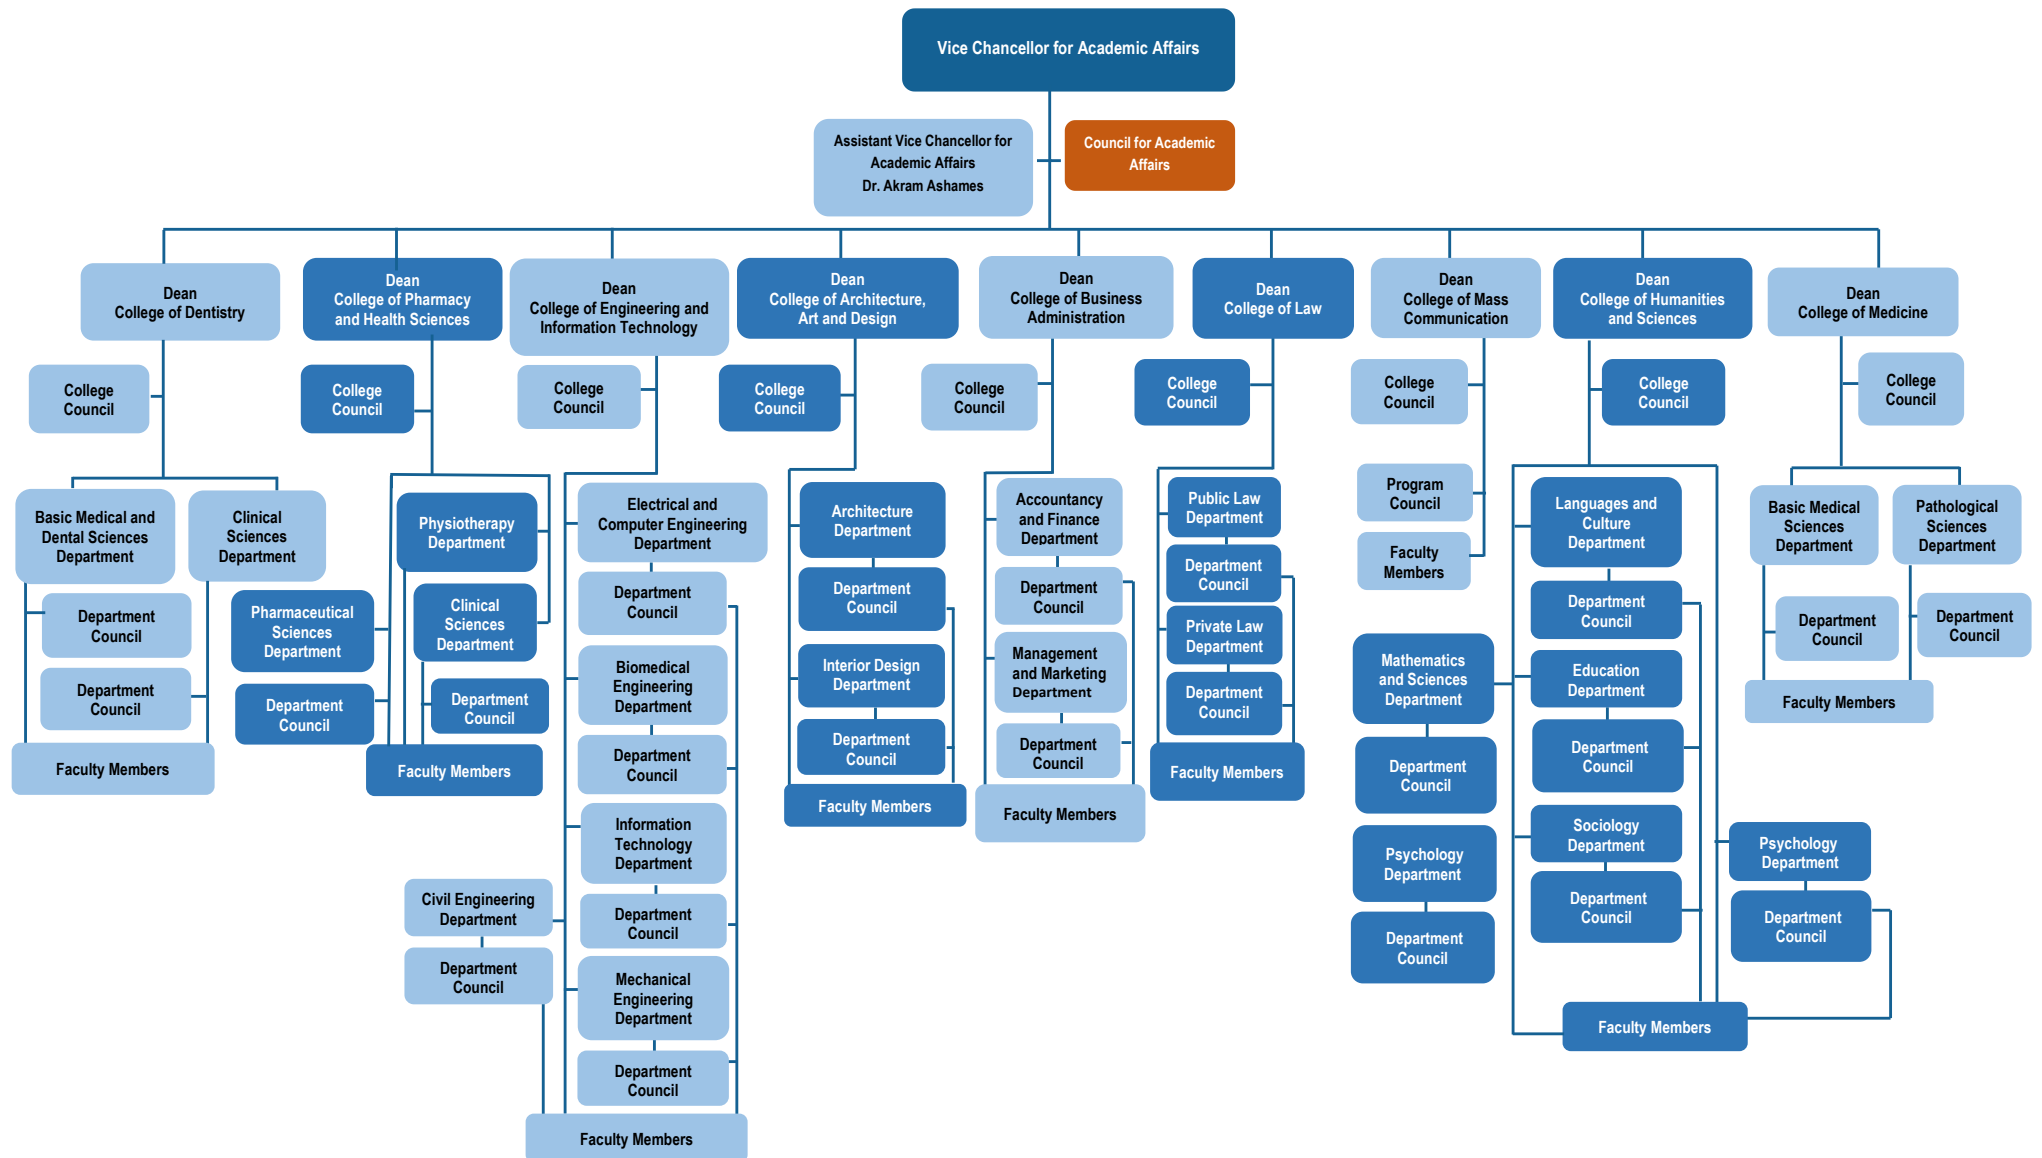 Vice Chancellor for Academic Affairs
Assistant Vice Chancellor for
Academic Affairs
Dr. Akram Ashames
Council for Academic
Affairs
Dean
College of Dentistry
Dean
College of Pharmacy
and Health Sciences
Dean
College of Engineering and
Information Technology
Dean
College of Architecture,
Art and Design
Dean
College of Business
Administration
Dean
College of Law
Dean
College of Mass
Communication
Dean
College of Humanities
and Sciences
Dean
College of Medicine
College
Council
College
Council
College
Council
College
Council
College
Council
College
Council
College
Council
College
Council
College
Council
Basic Medical and
Dental Sciences
Department
Clinical
Sciences
Department
Department
Council
Department
Council
Faculty Members
Physiotherapy
Department
Pharmaceutical
Sciences
Department
Clinical
Sciences
Department
Department
Council
Department
Council
Faculty Members
Electrical and
Computer Engineering
Department
Department
Council
Biomedical
Engineering
Department
Department
Council
Information
Technology
Department
Civil Engineering
Department
Department
Council
Department
Council
Mechanical
Engineering
Department
Department
Council
Faculty Members
Architecture
Department
Department
Council
Interior Design
Department
Department
Council
Faculty Members
Accountancy
and Finance
Department
Department
Council
Management
and Marketing
Department
Department
Council
Faculty Members
Public Law
Department
Department
Council
Private Law
Department
Department
Council
Faculty Members
Program
Council
Faculty
Members
Languages and
Culture
Department
Department
Council
Mathematics
and Sciences
Department
Education
Department
Department
Council
Department
Council
Sociology
Department
Psychology
Department
Psychology
Department
Department
Council
Department
Council
Department
Council
Faculty Members
Basic Medical
Sciences
Department
Pathological
Sciences
Department
Department
Council
Department
Council
Faculty Members